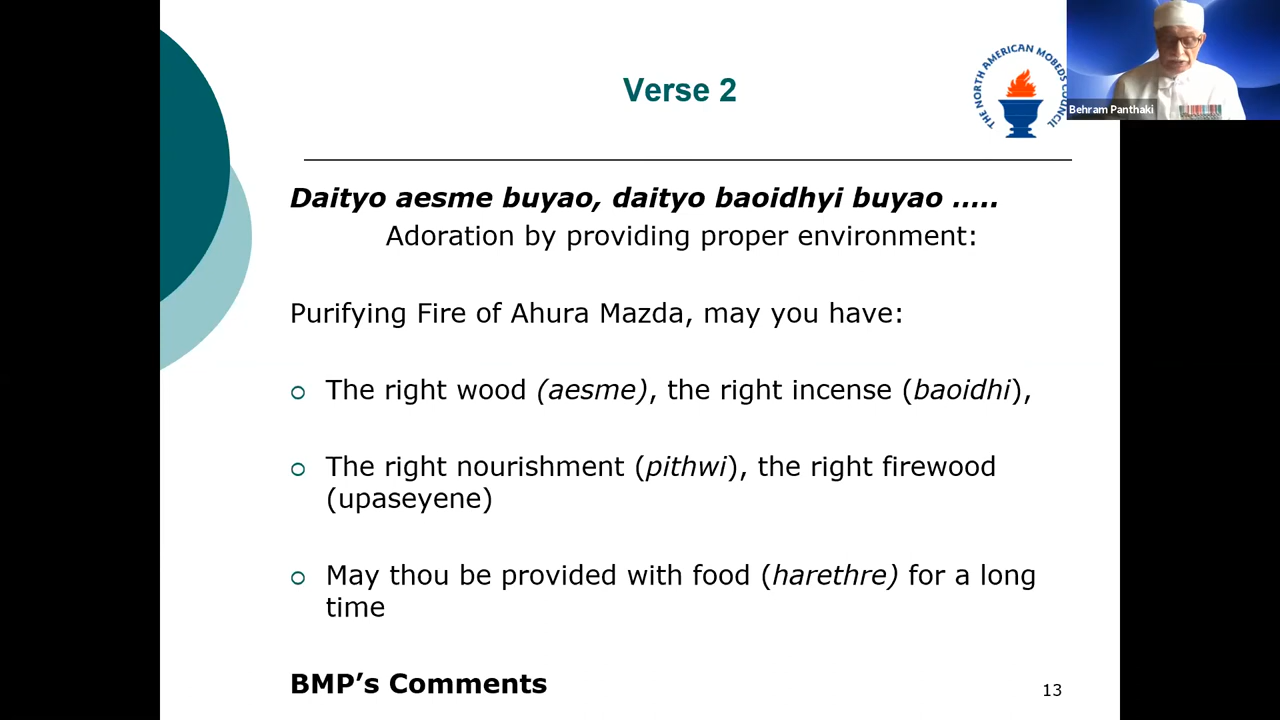 Verse 2
THE NORTH AMERICAN MOBEDS COUNCIL
Behram Panthaki
Daityo aesme buyao, daityo baoidhyi buyao .....
Adoration by providing proper environment:
Purifying Fire of Ahura Mazda, may you have:
The right wood (aesme), the right incense (baoidhi),
The right nourishment (pithwi), the right firewood
(upaseyene)
May thou be provided with food (harethre) for a long
time
BMP’s Comments
13